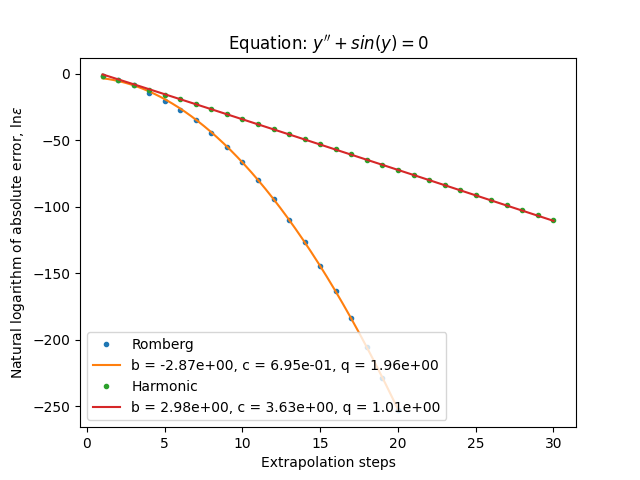 Equation: y'' + sin(y) = 0
Natural logarithm of absolute error, lnε
0
−50
−100
−150
−200
−250
Romberg
b = -2.87e+00, c = 6.95e-01, q = 1.96e+00
Harmonic
b = 2.98e+00, c = 3.63e+00, q = 1.01e+00
0 5 10 15 20 25 30
Extrapolation steps